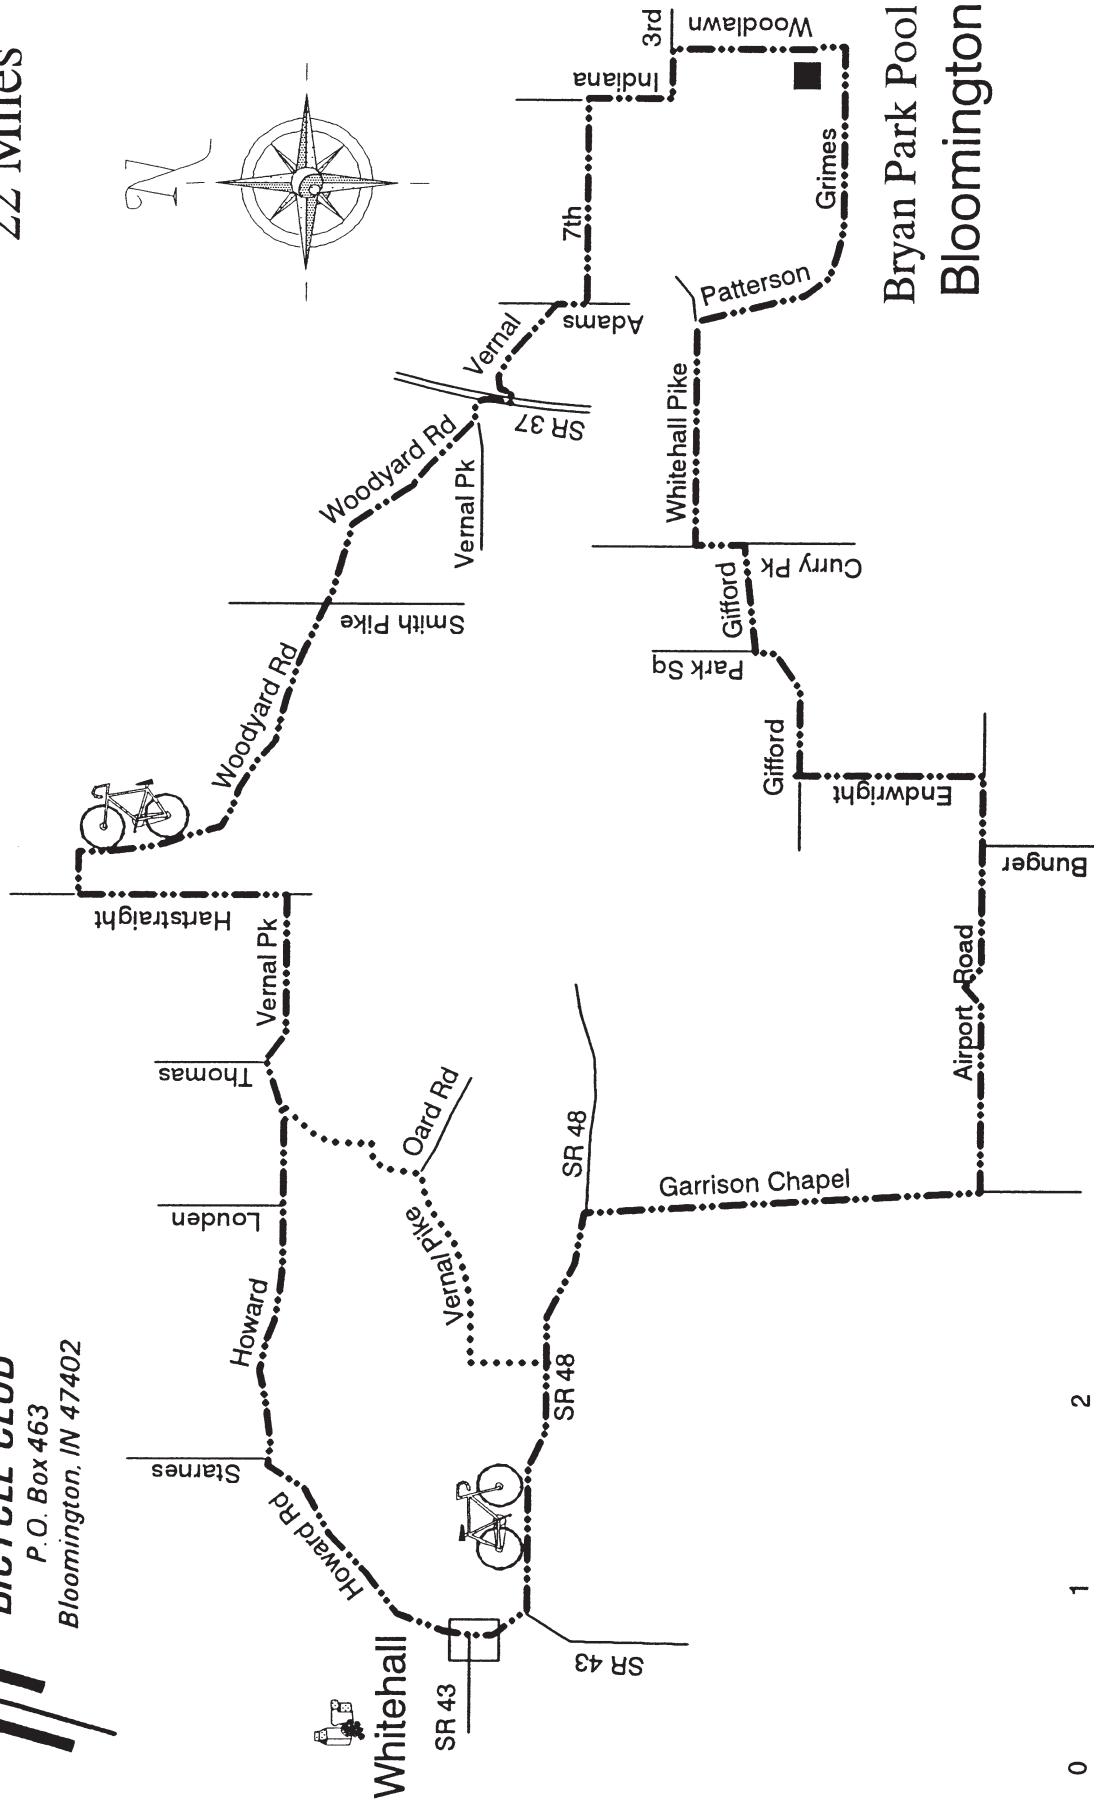 22 Miles
BICYCLE CLUB
P.O. Box 463
Bloomington, IN 47402
N
Starnes
Louden
Thomas
Hartstraight
Howard
Howard Rd
Vernal Pk
Woodyard Rd
Smith Pike
Woodyard Rd
Vernal Pk
Vernal
SR 37
Adams
7th
Indiana
3rd
Woodlawn
Whitehall
SR 43
SR 43
Vernal Pike
Oard Rd
SR 48
SR 48
Garrison Chapel
Airport Road
Bunger
Endwright
Gifford
Park Sq
Gifford
Curry Pk
Whitehall Pike
Patterson
Grimes
Bryan Park Pool
Bloomington
0
1
2